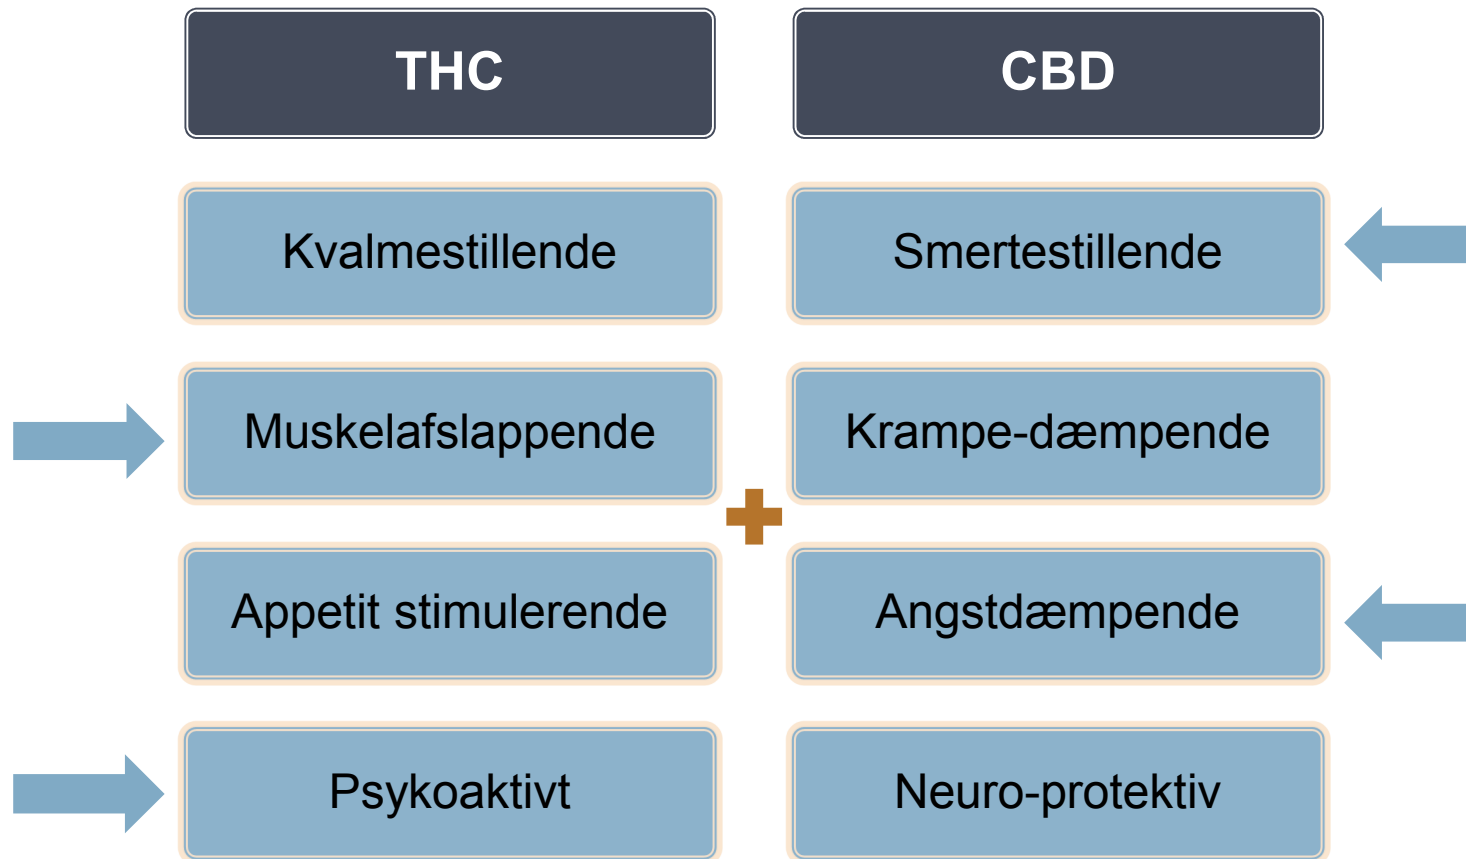 THC
CBD
Kvalmestillende
Smertestillende
Muskelafslappende
Krampe-dæmpende
Appetit stimulerende
Angstdæmpende
Psykoaktivt
Neuro-protektiv